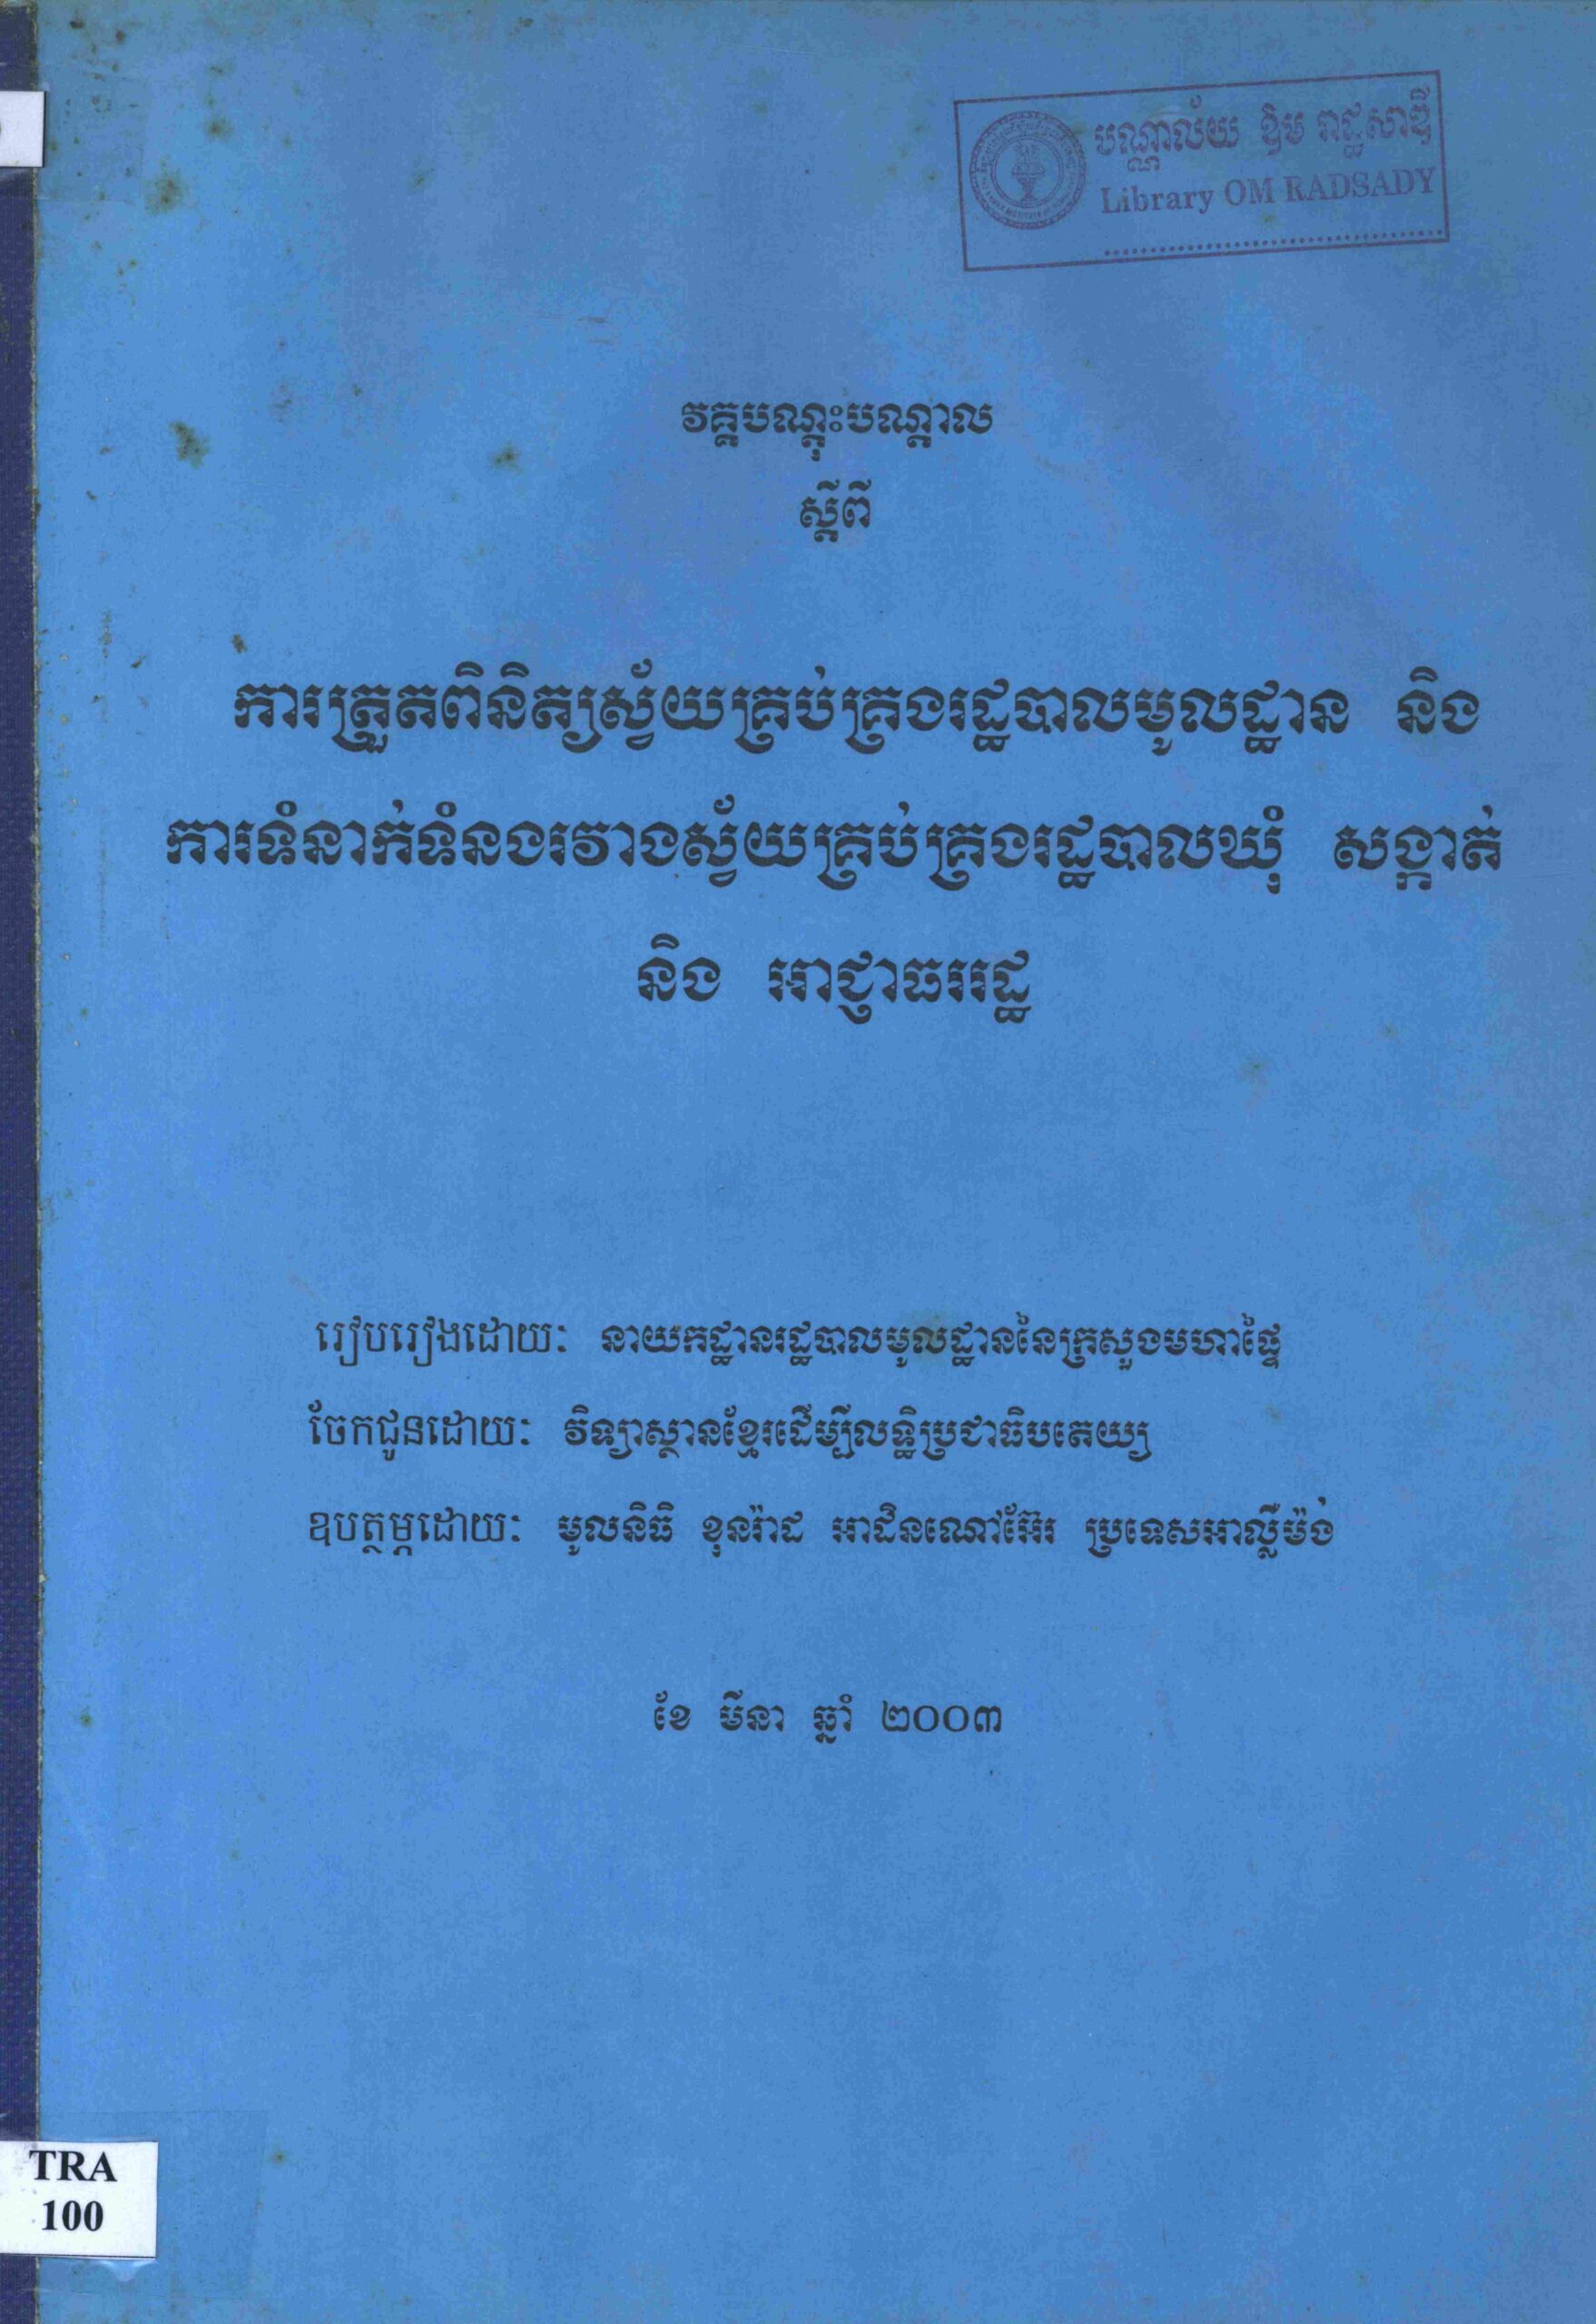 បណ្ណាល័យ ឱម រាជ្ជសាឌី
Library OM RADSADY
វគ្គបណ្តុះបណ្តាល
ស្តីពី
ការត្រួតពិនិត្យស្វ័យគ្រប់គ្រងរដ្ឋបាលមូលដ្ឋាន និង
ការទំនាក់ទំនងរវាងស្វ័យគ្រប់គ្រងរដ្ឋបាលឃុំ សង្កាត់
និង អាជ្ញាធររដ្ឋ
រៀបរៀងដោយៈ នាយកដ្ឋានរដ្ឋបាលមូលដ្ឋាននៃក្រសួងមហាផ្ទៃ
ចែកជូនដោយៈ វិទ្យាស្ថានខ្មែរដើម្បីលទ្ធិប្រជាធិបតេយ្យ
ឧបត្ថម្ភដោយៈ មូលនិធិ ខុនរ៉ាដ អាដិនណៅអ៊ែរ ប្រទេសអាល្លឺម៉ង់
ខែ មីនា ឆ្នាំ ២០០៣
TRA
100